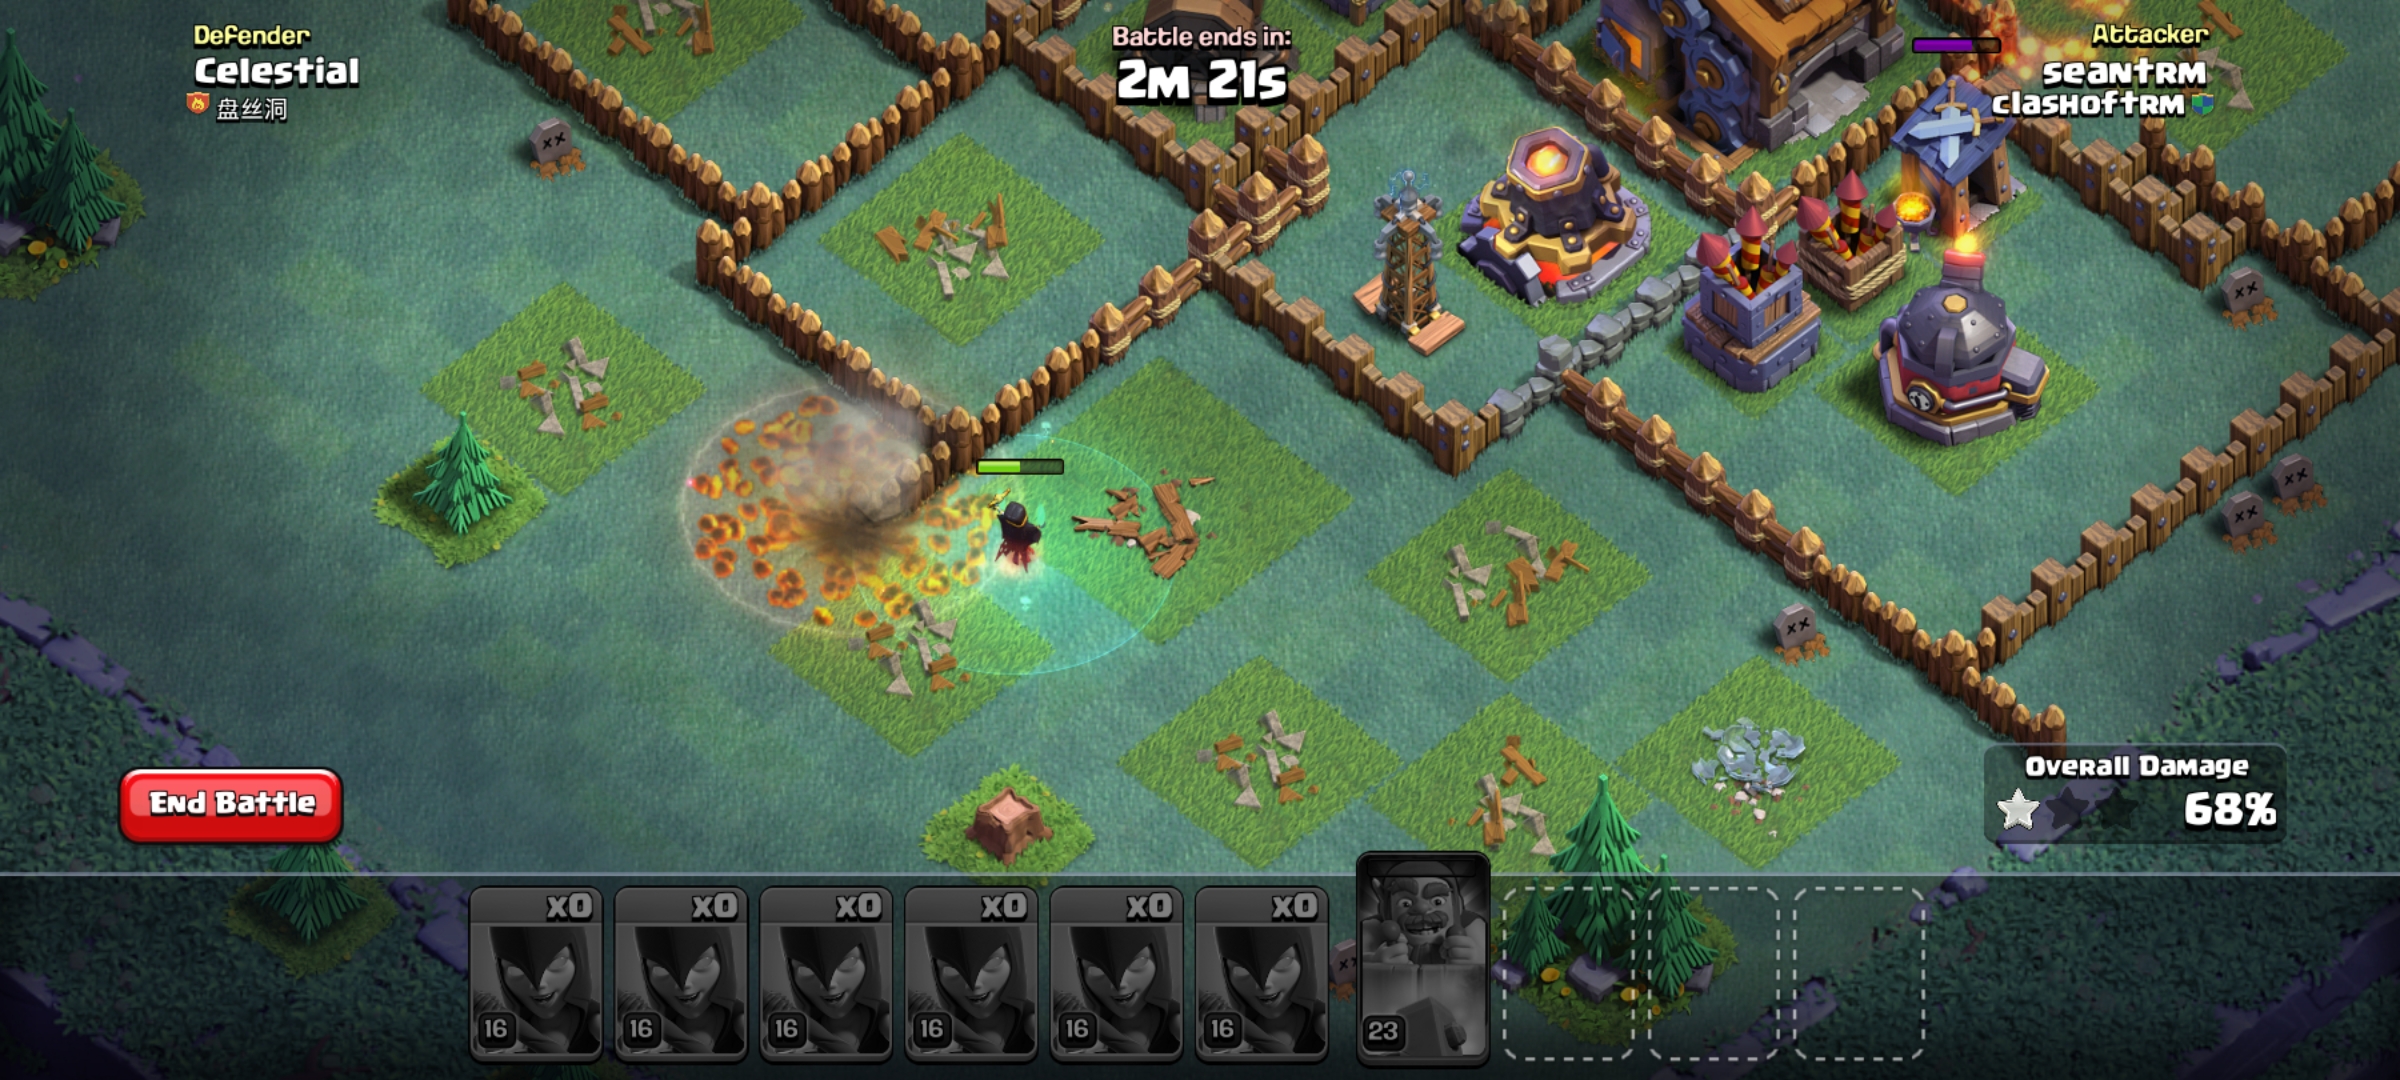 Defender
Celestial
盘丝洞
Battle ends in:
2M 21S
Attacker
seantRM
clashoftRM
End Battle
Overall Damage
68%
x0
x0
x0
x0
x0
x0
16
16
16
16
16
16
23